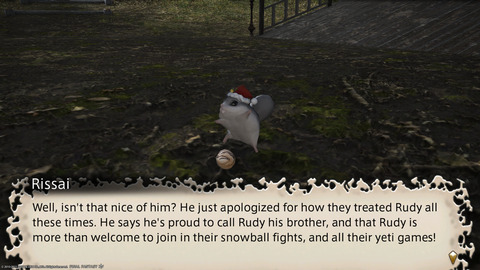 Rissai
Well, isn't that nice of him? He just apologized for how they treated Rudy all
these times. He says he's proud to call Rudy his brother, and that Rudy is
more than welcome to join in their snowball fights, and all their yeti games!